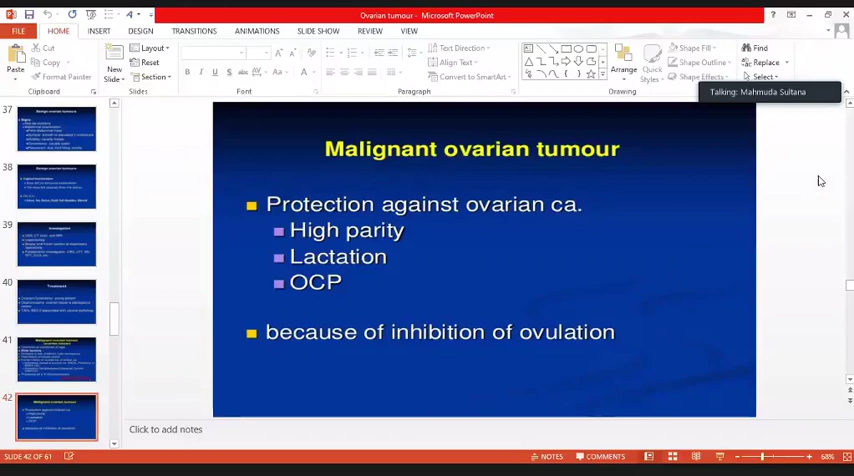 Ovarian tumour - Microsoft PowerPoint
FILE HOME INSERT DESIGN TRANSITIONS ANIMATIONS SLIDE SHOW REVIEW VIEW
Paste
Cut
Copy
Format Painter
Clipboard
New
Slide
Layout
Reset
Section
Slides
Font
Text Direction
Align Text
Convert to SmartArt
Paragraph
Arrange
Quick
Styles
Shape Fill
Shape Outline
Shape Effects
Drawing
Find
Replace
Select
Talking: Mahmuda Sultana
37
38
39
Investigation
40
Treatment
41
42
Malignant ovarian tumour
Protection against ovarian ca.
High parity
Lactation
OCP
because of inhibition of ovulation
Click to add notes
SLIDE 42 OF 61
NOTES
COMMENTS
68%